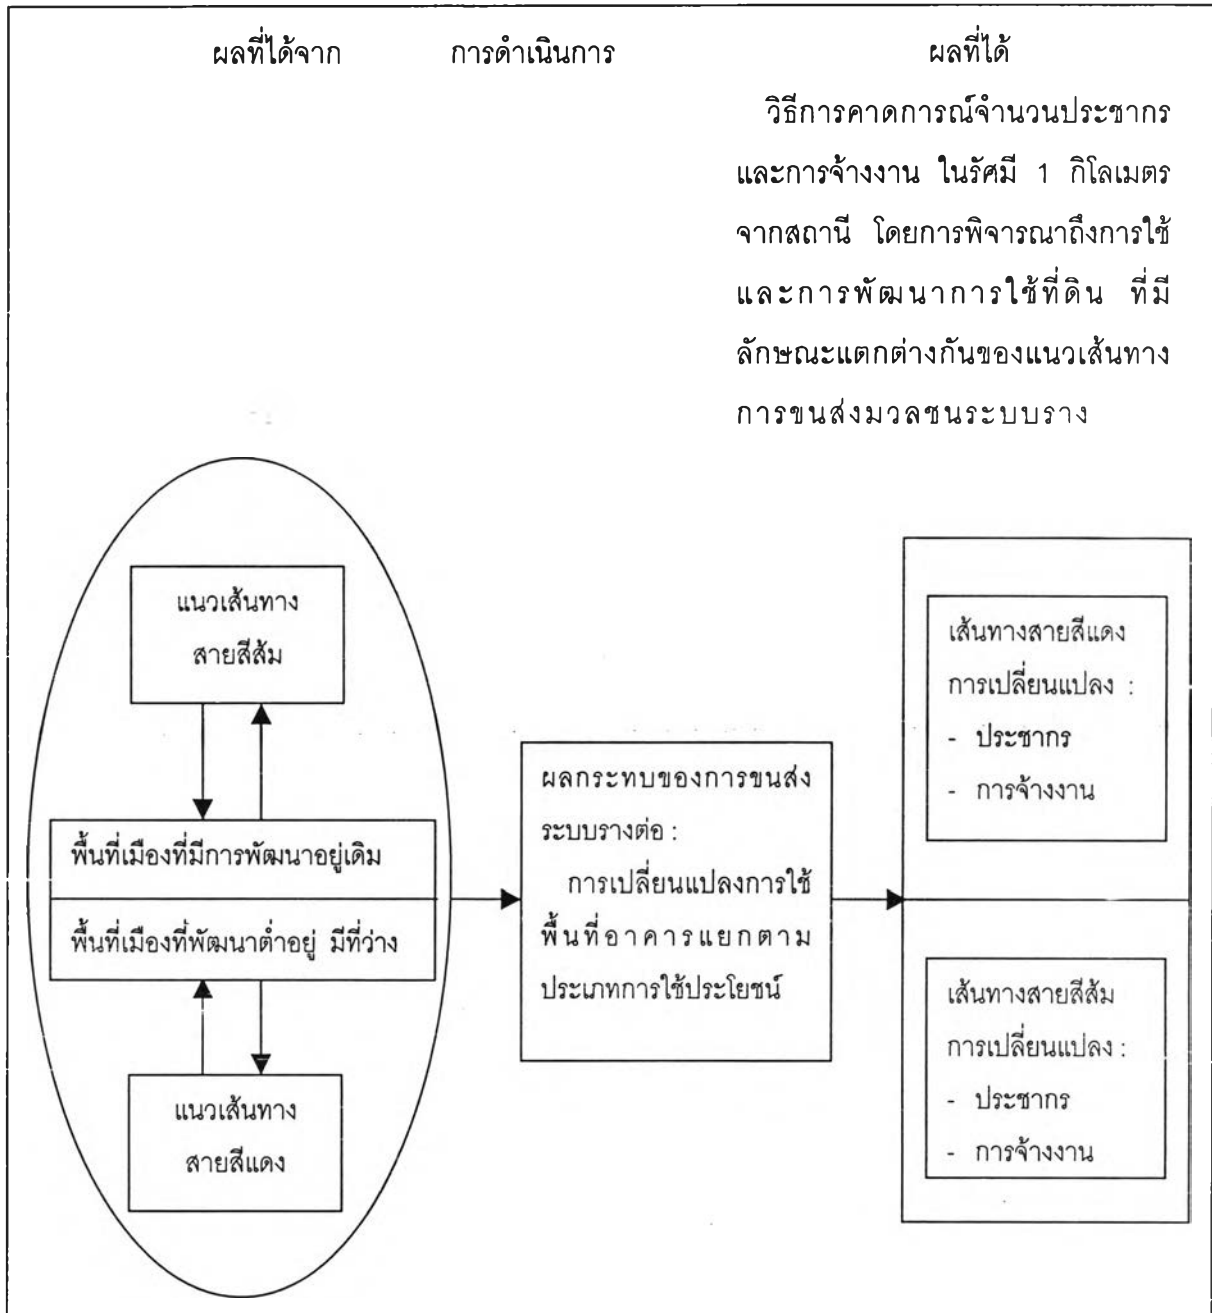 ผลที่ได้จาก การดำเนินการ ผลที่ได้
วิธีการคาดการณ์จำนวนประชากร
และการจ้างงาน ในรัศมี 1 กิโลเมตร
จากสถานี โดยการพิจารณาถึงการใช้
และการพัฒนาการใช้ที่ดิน ที่มี
ลักษณะแตกต่างกันของแนวเส้นทาง
การขนส่งมวลชนระบบราง
แนวเส้นทาง
สายสีส้ม
พื้นที่เมืองที่มีการพัฒนาอยู่เดิม
พื้นที่เมืองที่พัฒนาต่ำอยู่ มีที่ว่าง
แนวเส้นทาง
สายสีแดง
ผลกระทบของการขนส่ง
ระบบรางต่อ :
การเปลี่ยนแปลงการใช้
พื้นที่อาคารแยกตาม
ประเภทการใช้ประโยชน์
เส้นทางสายสีแดง
การเปลี่ยนแปลง :
- ประชากร
- การจ้างงาน
เส้นทางสายสีส้ม
การเปลี่ยนแปลง :
- ประชากร
- การจ้างงาน